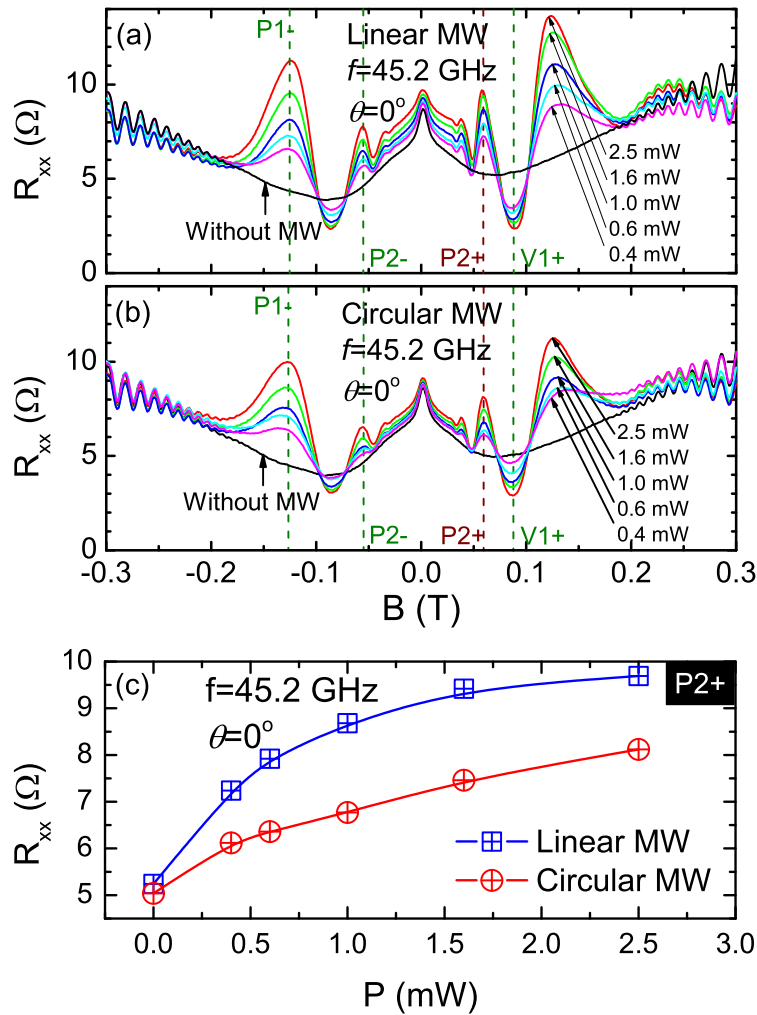 (a)
P1-
Linear MW
f=45.2 GHz
θ=0°
Rxx (Ω)
10
5
0
Without MW
P2-
P2+
V1+
2.5 mW
1.6 mW
1.0 mW
0.6 mW
0.4 mW
(b)
P1-
Circular MW
f=45.2 GHz
θ=0°
Rxx (Ω)
10
5
0
Without MW
P2-
P2+
V1+
2.5 mW
1.6 mW
1.0 mW
0.6 mW
0.4 mW
-0.3 -0.2 -0.1 0.0 0.1 0.2 0.3
B (T)
(c)
f=45.2 GHz
θ=0°
P2+
Rxx (Ω)
10
9
8
7
6
5
Linear MW
Circular MW
0.0 0.5 1.0 1.5 2.0 2.5 3.0
P (mW)